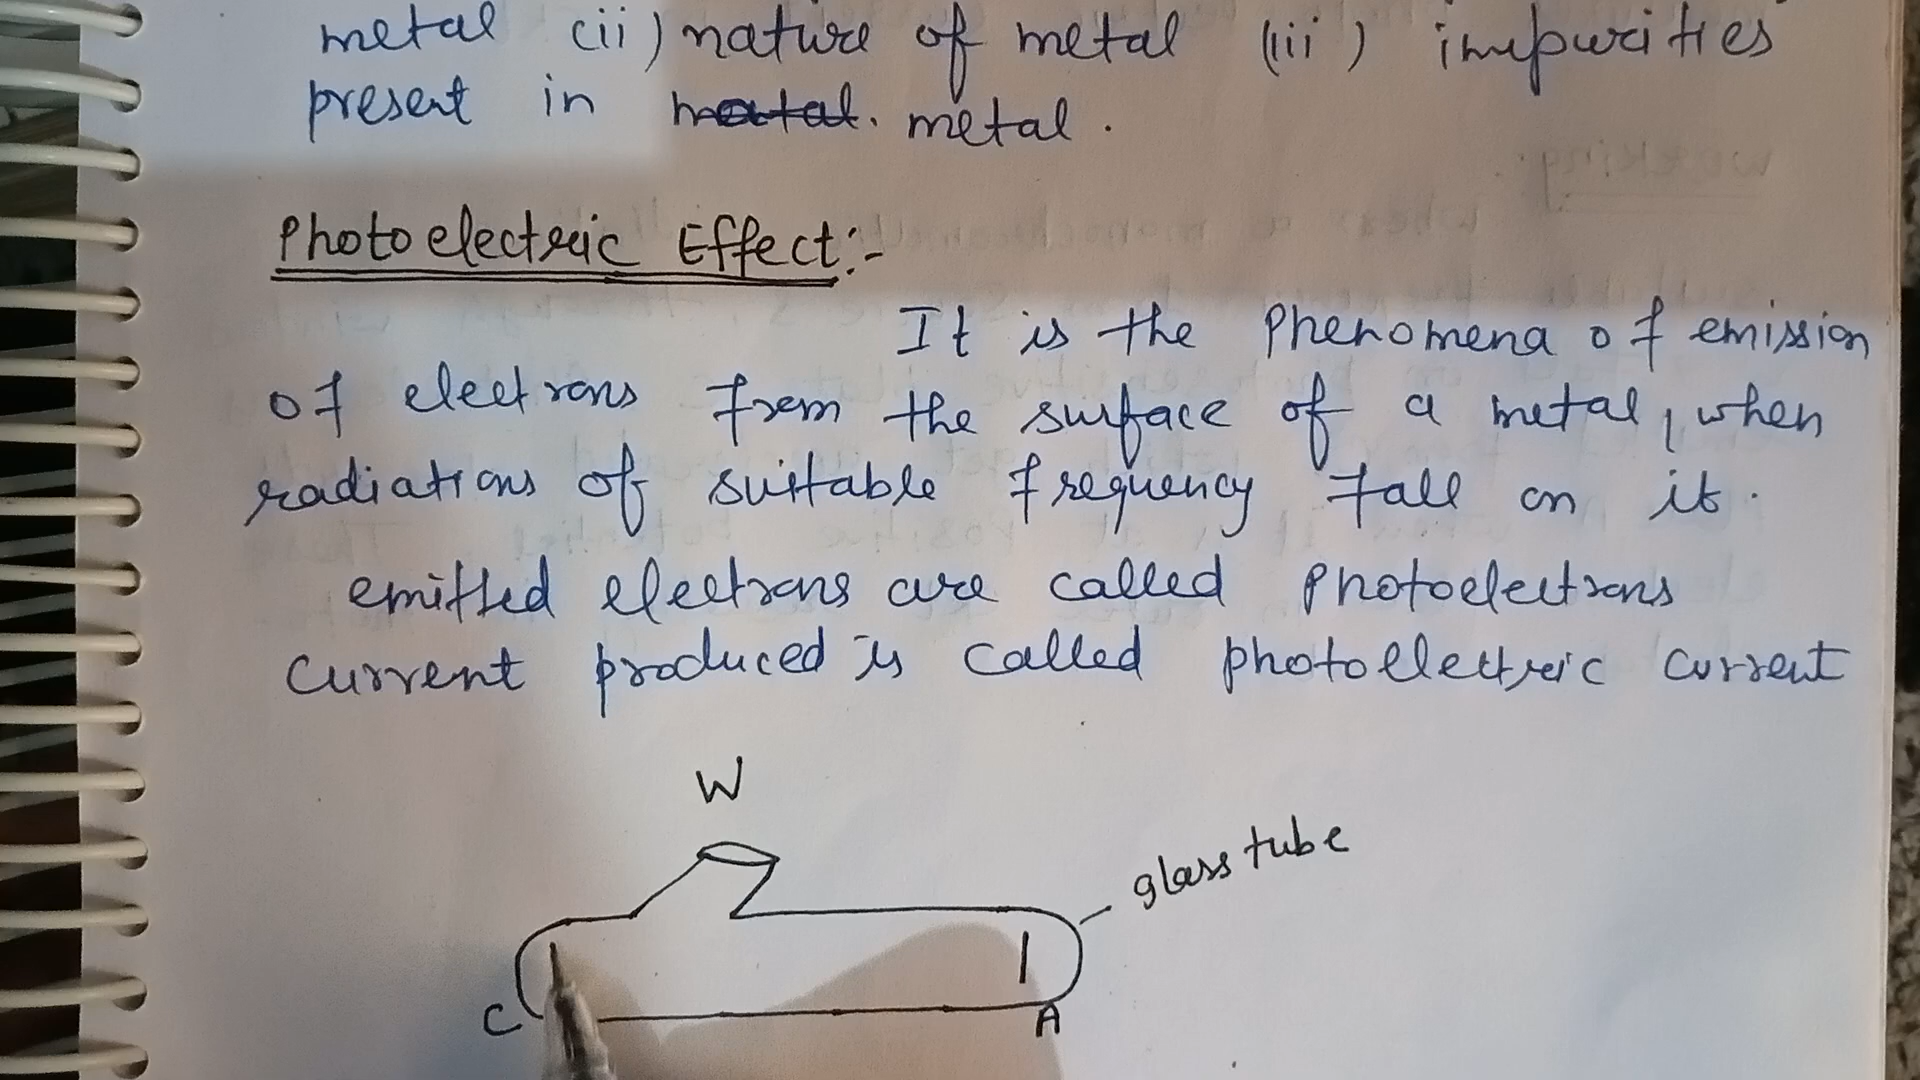 metal (ii) nature of metal (iii) impurities
present in metal.
Photoelectric Effect:-
It is the Phenomena of emission
of electrons from the surface of a metal, when
radiations of suitable frequency fall on it.
emitted electrons are called Photoelectrons
Current produced is called photoelectric current
W
glass tube
C
A